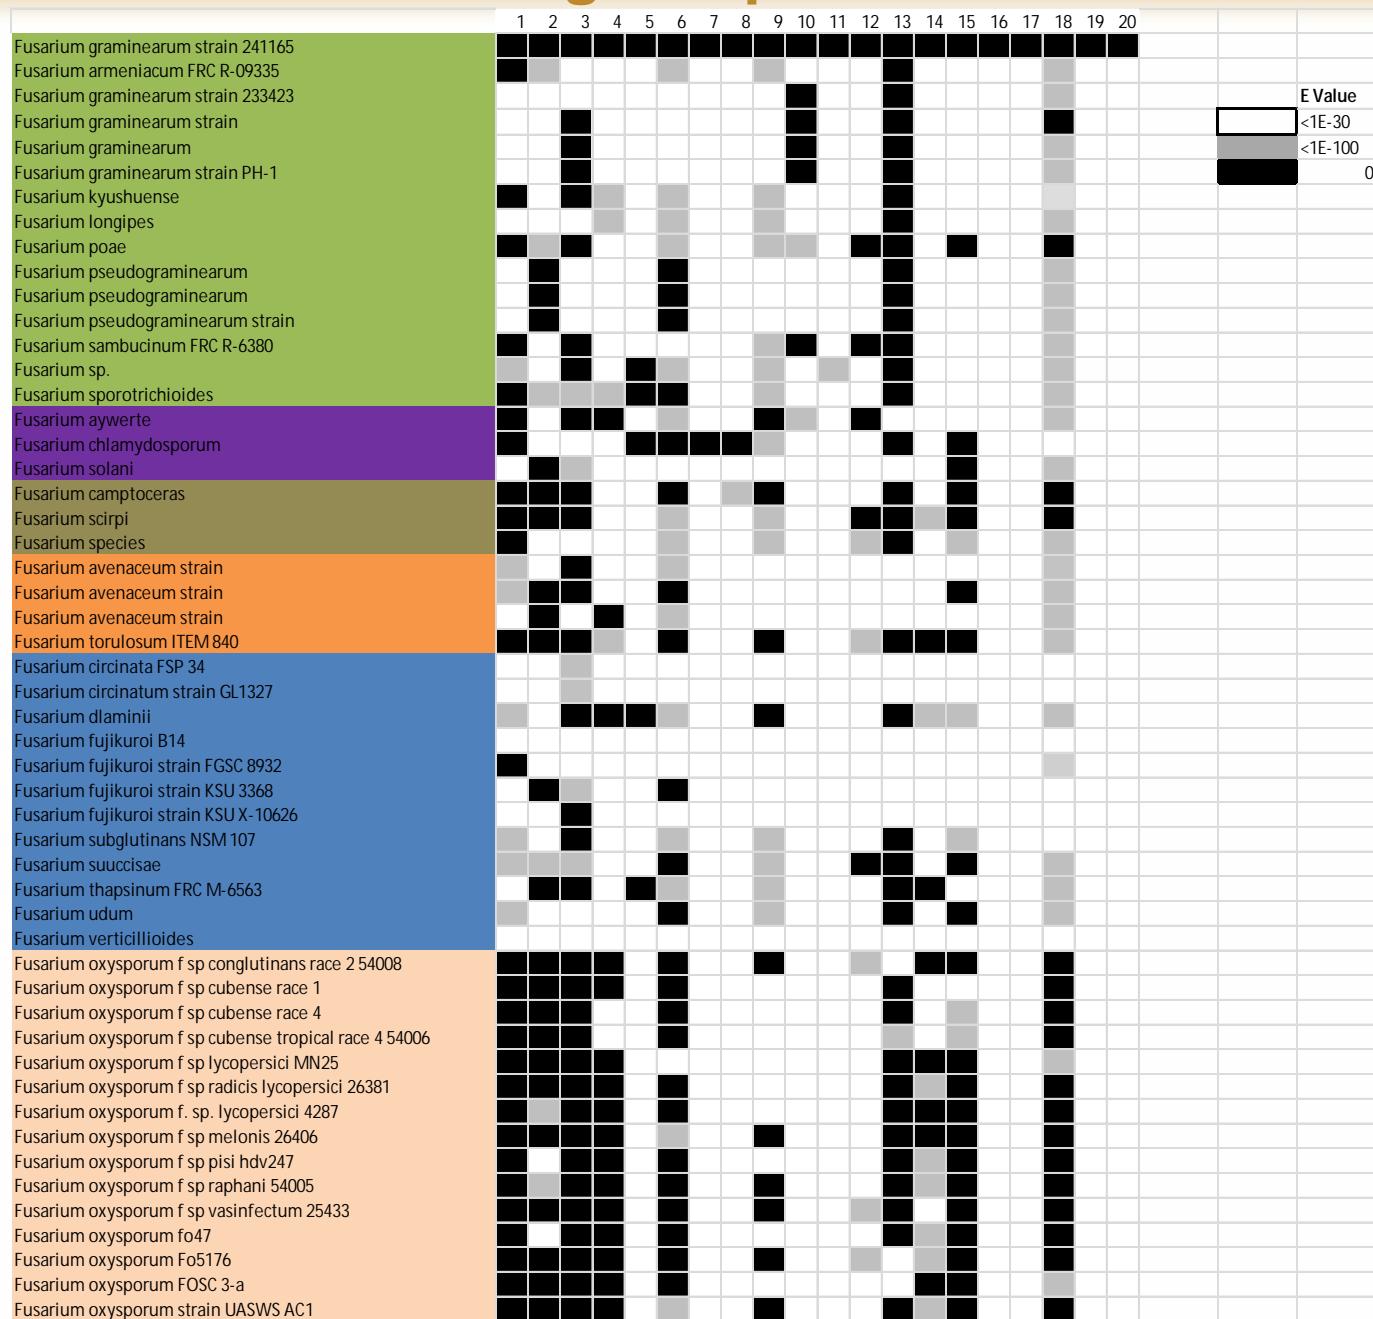 1 2 3 4 5 6 7 8 9 10 11 12 13 14 15 16 17 18 19 20
Fusarium graminearum strain 241165
Fusarium armeniacum FRC R-09335
Fusarium graminearum strain 233423
E Value
Fusarium graminearum strain
<1E-30
Fusarium graminearum
<1E-100
Fusarium graminearum strain PH-1
0
Fusarium kyushuense
Fusarium longipes
Fusarium poae
Fusarium pseudograminearum
Fusarium pseudograminearum
Fusarium pseudograminearum strain
Fusarium sambucinum FRC R-6380
Fusarium sp.
Fusarium sporotrichioides
Fusarium aywerte
Fusarium chlamydosporum
Fusarium solani
Fusarium camptoceras
Fusarium scirpi
Fusarium species
Fusarium avenaceum strain
Fusarium avenaceum strain
Fusarium avenaceum strain
Fusarium torulosum ITEM 840
Fusarium circinata FSP 34
Fusarium circinatum strain GL1327
Fusarium dlaminii
Fusarium fujikuroi B14
Fusarium fujikuroi strain FGSC 8932
Fusarium fujikuroi strain KSU 3368
Fusarium fujikuroi strain KSU X-10626
Fusarium subglutinans NSM 107
Fusarium suuccisae
Fusarium thapsinum FRC M-6563
Fusarium udum
Fusarium verticillioides
Fusarium oxysporum f sp conglutinans race 2 54008
Fusarium oxysporum f sp cubense race 1
Fusarium oxysporum f sp cubense race 4
Fusarium oxysporum f sp cubense tropical race 4 54006
Fusarium oxysporum f sp lycopersici MN25
Fusarium oxysporum f sp radicis lycopersici 26381
Fusarium oxysporum f. sp. lycopersici 4287
Fusarium oxysporum f sp melonis 26406
Fusarium oxysporum f sp pisi hdv247
Fusarium oxysporum f sp raphani 54005
Fusarium oxysporum f sp vasinfectum 25433
Fusarium oxysporum fo47
Fusarium oxysporum Fo5176
Fusarium oxysporum FOSC 3-a
Fusarium oxysporum strain UASWS AC1